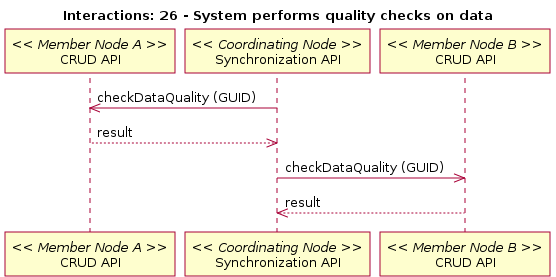 Interactions: 26 - System performs quality checks on data
<< Member Node A >>
CRUD API
<< Coordinating Node >>
Synchronization API
<< Member Node B >>
CRUD API
checkDataQuality (GUID)
result
checkDataQuality (GUID)
result
<< Member Node A >>
CRUD API
<< Coordinating Node >>
Synchronization API
<< Member Node B >>
CRUD API